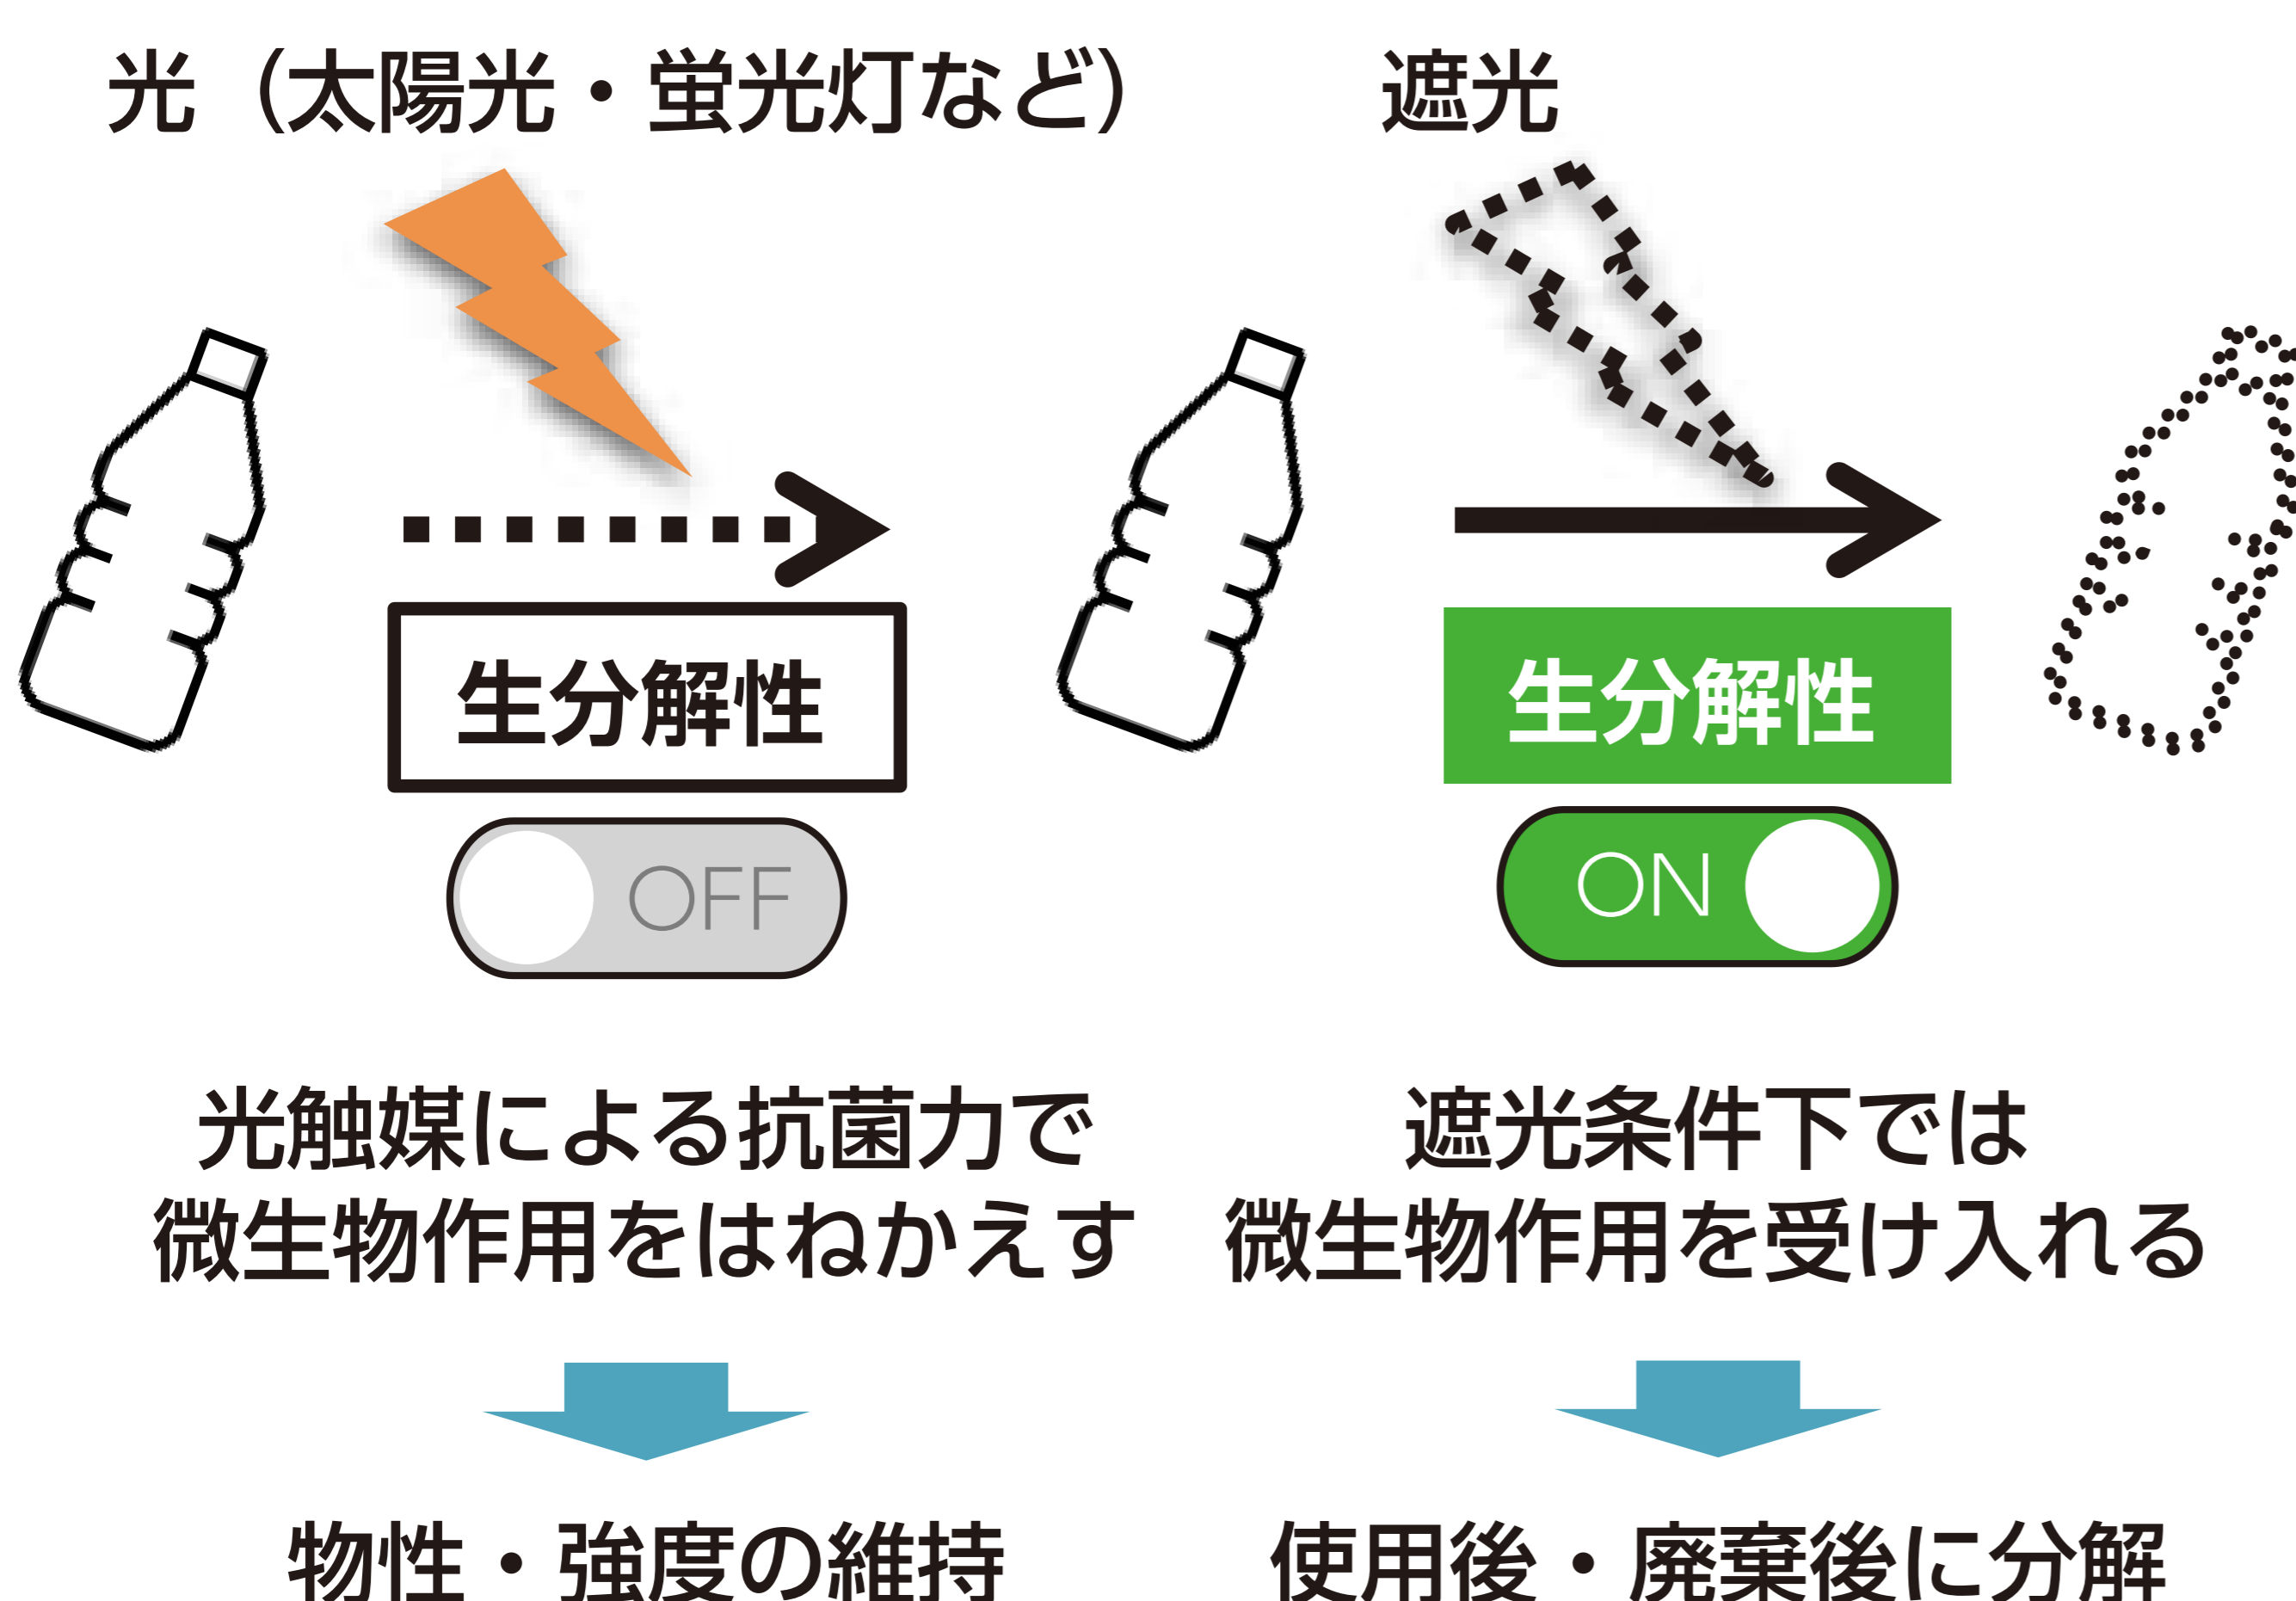 光（太陽光・蛍光灯など）
遮光
生分解性
生分解性
OFF
ON
光触媒による抗菌力で
微生物作用をはねかえす
遮光条件下では
微生物作用を受け入れる
物性・強度の維持
使用後・廃棄後に分解